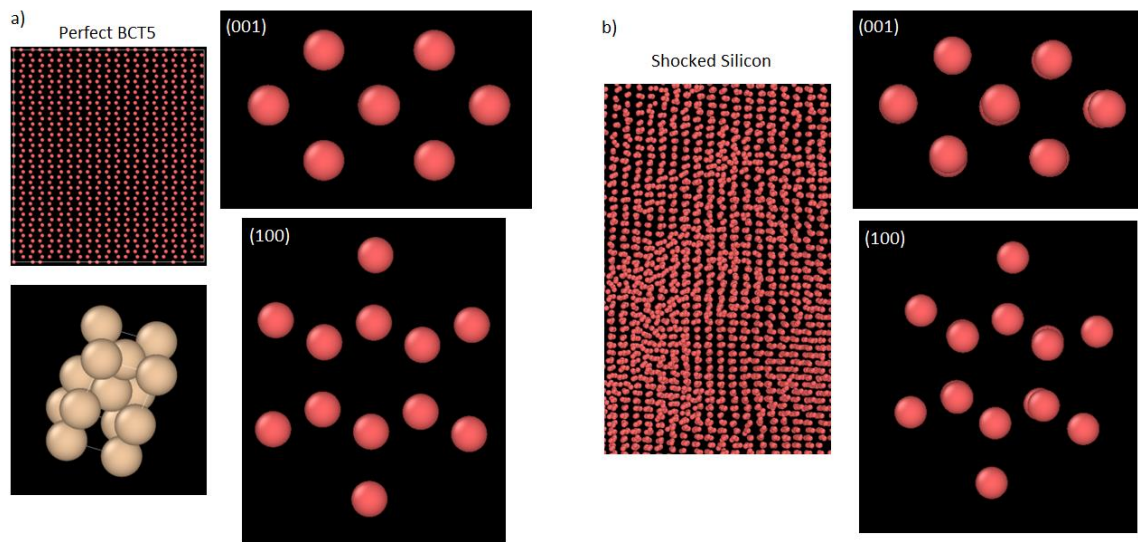 a)
Perfect BCT5
(001)
(100)
b)
Shocked Silicon
(001)
(100)